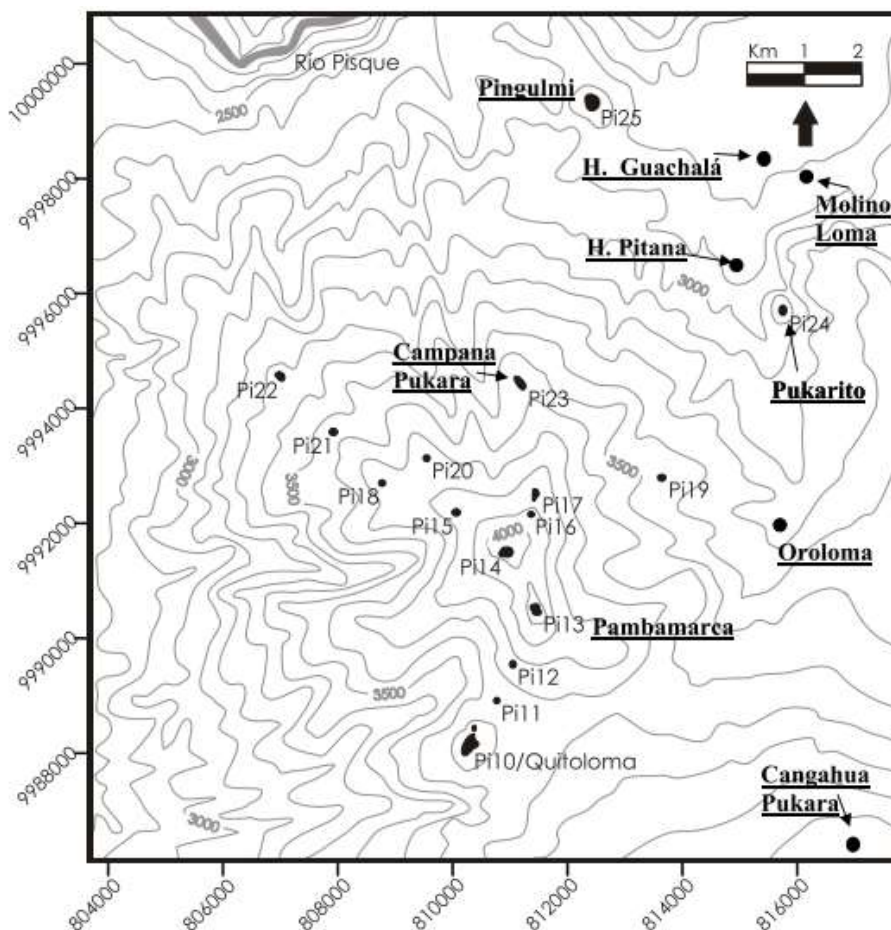 Km 1 2
Río Pisque
10000000
Pingulmi
2500
Pi25
H. Guachalá
9998000
Molino
Loma
H. Pitana
3000
9996000
Pi24
Campana
Pukara
Pi22
Pi23
Pukarito
9994000
Pi21
3000
Pi20
3500
3500
Pi18
Pi17
Pi19
Pi15
Pi16
9992000
4000
Oroloma
Pi14
Pi13
Pambamarca
9990000
Pi12
3500
Pi11
9988000
Pi10/Quitoloma
Cangahua
Pukara
3000
804000
806000
808000
810000
812000
814000
816000